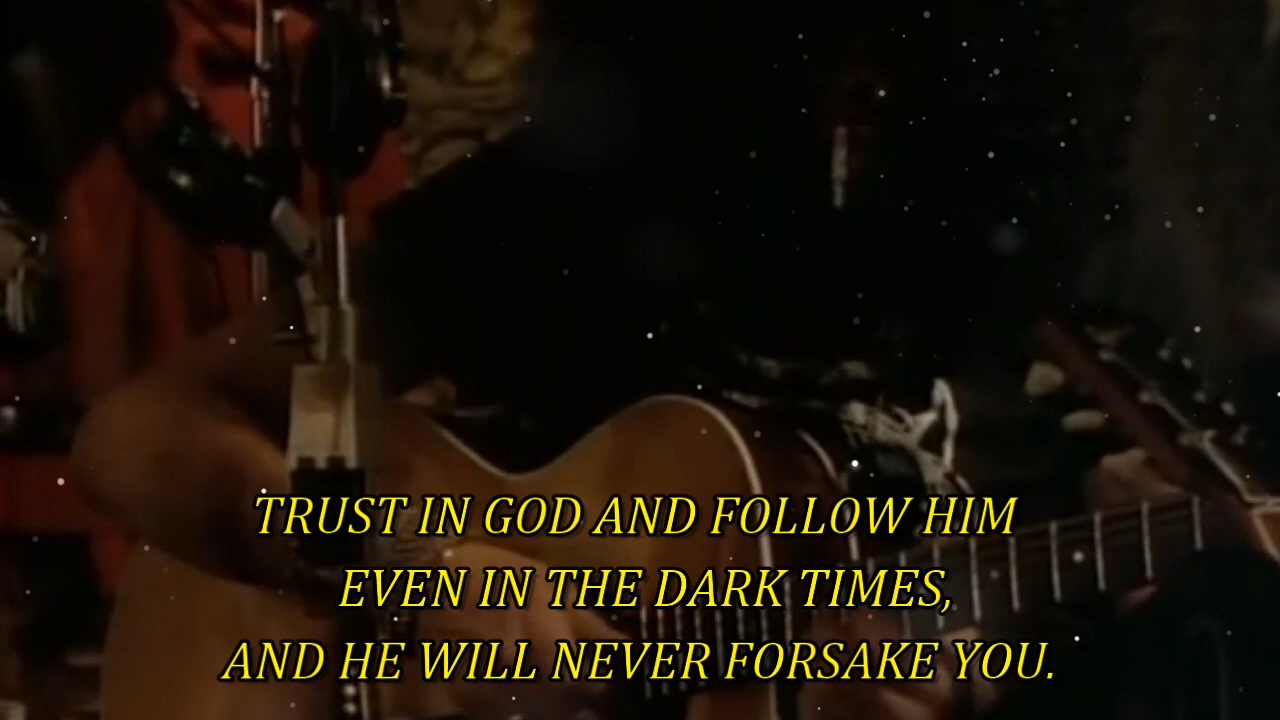 TRUST IN GOD AND FOLLOW HIM
EVEN IN THE DARK TIMES,
AND HE WILL NEVER FORSAKE YOU.